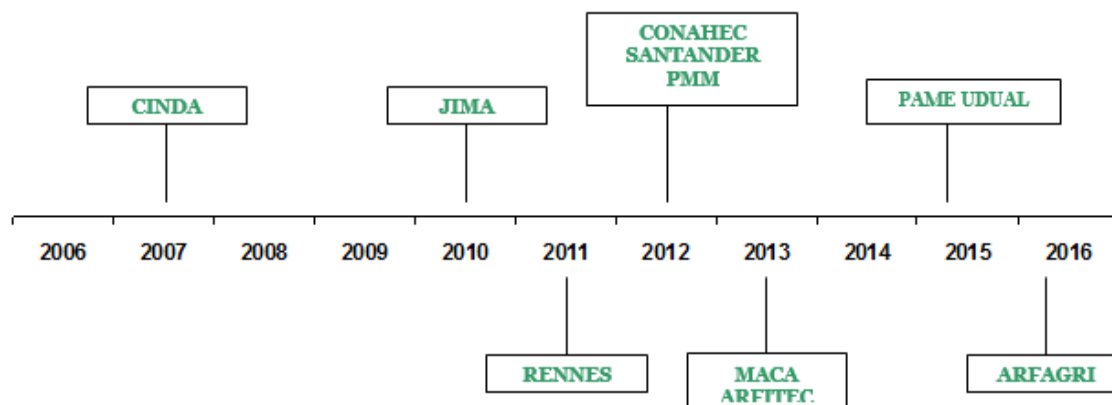 CONAHEC
SANTANDER
PMM
CINDA
JIMA
PAME UDUAL
2006 2007 2008 2009 2010 2011 2012 2013 2014 2015 2016
RENNES
MACA
ARFITEC
ARFAGRI